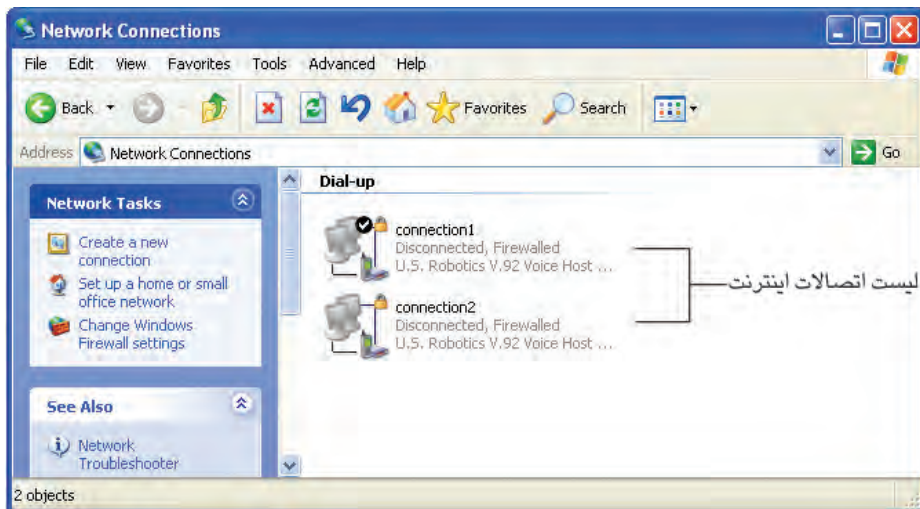 Network Connections
File Edit View Favorites Tools Advanced Help
Back Favorites Search
Address Network Connections Go
Network Tasks
Create a new
connection
Set up a home or small
office network
Change Windows
Firewall settings
See Also
Network
Troubleshooter
Dial-up
connection1
Disconnected, Firewalled
U.S. Robotics V.92 Voice Host ...
connection2
Disconnected, Firewalled
U.S. Robotics V.92 Voice Host ...
لیست اتصالات اینترنت
2 objects